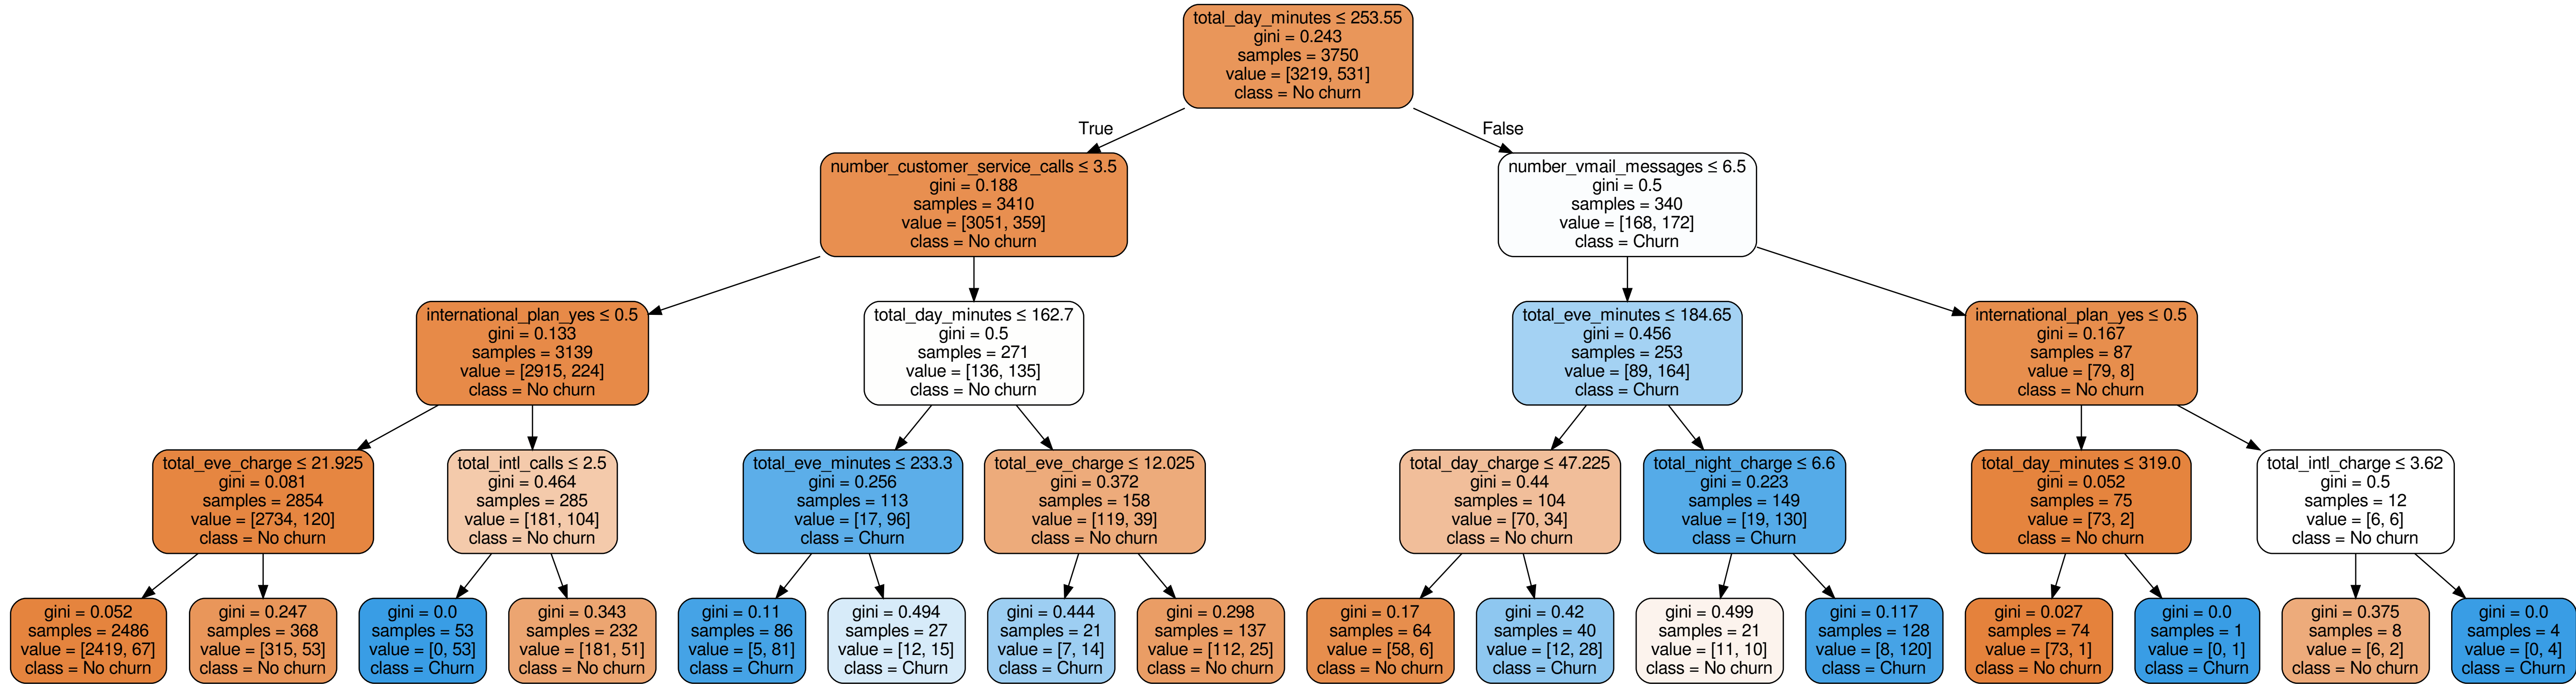 total_day_minutes ≤ 253.55
gini = 0.243
samples = 3750
value = [3219, 531]
class = No churn
True
False
number_customer_service_calls ≤ 3.5
gini = 0.188
samples = 3410
value = [3051, 359]
class = No churn
number_vmail_messages ≤ 6.5
gini = 0.5
samples = 340
value = [168, 172]
class = Churn
international_plan_yes ≤ 0.5
gini = 0.133
samples = 3139
value = [2915, 224]
class = No churn
total_day_minutes ≤ 162.7
gini = 0.5
samples = 271
value = [136, 135]
class = No churn
total_eve_minutes ≤ 184.65
gini = 0.456
samples = 253
value = [89, 164]
class = Churn
international_plan_yes ≤ 0.5
gini = 0.167
samples = 87
value = [79, 8]
class = No churn
total_eve_charge ≤ 21.925
gini = 0.081
samples = 2854
value = [2734, 120]
class = No churn
total_intl_calls ≤ 2.5
gini = 0.464
samples = 285
value = [181, 104]
class = No churn
total_eve_minutes ≤ 233.3
gini = 0.256
samples = 113
value = [17, 96]
class = Churn
total_eve_charge ≤ 12.025
gini = 0.372
samples = 158
value = [119, 39]
class = No churn
total_day_charge ≤ 47.225
gini = 0.44
samples = 104
value = [70, 34]
class = No churn
total_night_charge ≤ 6.6
gini = 0.223
samples = 149
value = [19, 130]
class = Churn
total_day_minutes ≤ 319.0
gini = 0.052
samples = 75
value = [73, 2]
class = No churn
total_intl_charge ≤ 3.62
gini = 0.5
samples = 12
value = [6, 6]
class = No churn
gini = 0.052
samples = 2486
value = [2419, 67]
class = No churn
gini = 0.247
samples = 368
value = [315, 53]
class = No churn
gini = 0.0
samples = 53
value = [0, 53]
class = Churn
gini = 0.343
samples = 232
value = [181, 51]
class = No churn
gini = 0.11
samples = 86
value = [5, 81]
class = Churn
gini = 0.494
samples = 27
value = [12, 15]
class = Churn
gini = 0.444
samples = 21
value = [7, 14]
class = Churn
gini = 0.298
samples = 137
value = [112, 25]
class = No churn
gini = 0.17
samples = 64
value = [58, 6]
class = No churn
gini = 0.42
samples = 40
value = [12, 28]
class = Churn
gini = 0.499
samples = 21
value = [11, 10]
class = No churn
gini = 0.117
samples = 128
value = [8, 120]
class = Churn
gini = 0.027
samples = 74
value = [73, 1]
class = No churn
gini = 0.0
samples = 1
value = [0, 1]
class = Churn
gini = 0.375
samples = 8
value = [6, 2]
class = No churn
gini = 0.0
samples = 4
value = [0, 4]
class = Churn